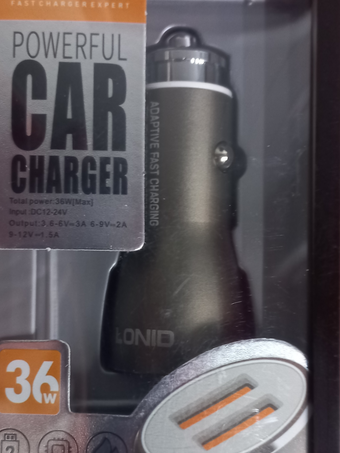 FAST CHARGER EXPERT
POWERFUL
CAR
CHARGER
Total power: 36W(Max)
Input: DC12-24V
Output: 3.6-6V⎓3A 6-9V⎓2A
9-12V⎓1.5A
ADAPTIVE FAST CHARGING
LDNIO
36W
2